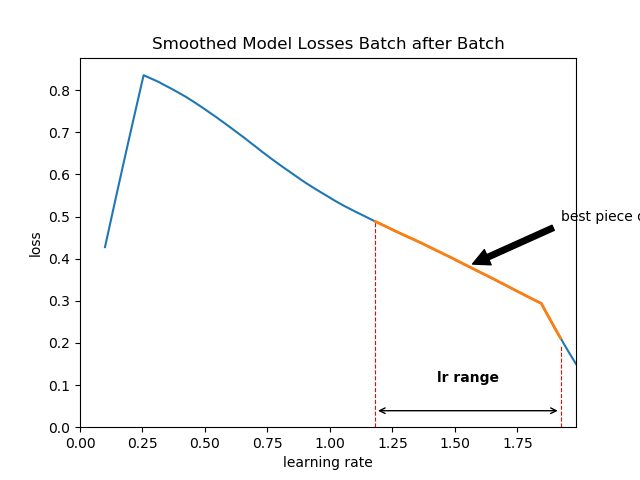 Smoothed Model Losses Batch after Batch
loss
0.8
0.7
0.6
0.5
0.4
0.3
0.2
0.1
0.0
best piece
lr range
0.00 0.25 0.50 0.75 1.00 1.25 1.50 1.75
learning rate